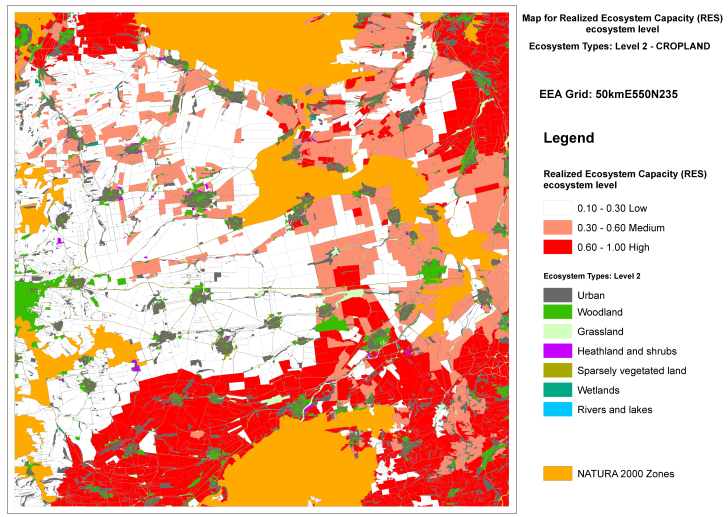 Map for Realized Ecosystem Capacity (RES)
ecosystem level
Ecosystem Types: Level 2 - CROPLAND
EEA Grid: 50kmE550N235
Legend
Realized Ecosystem Capacity (RES)
ecosystem level
0.10 - 0.30 Low
0.30 - 0.60 Medium
0.60 - 1.00 High
Ecosystem Types: Level 2
Urban
Woodland
Grassland
Heathland and shrubs
Sparsely vegetated land
Wetlands
Rivers and lakes
NATURA 2000 Zones